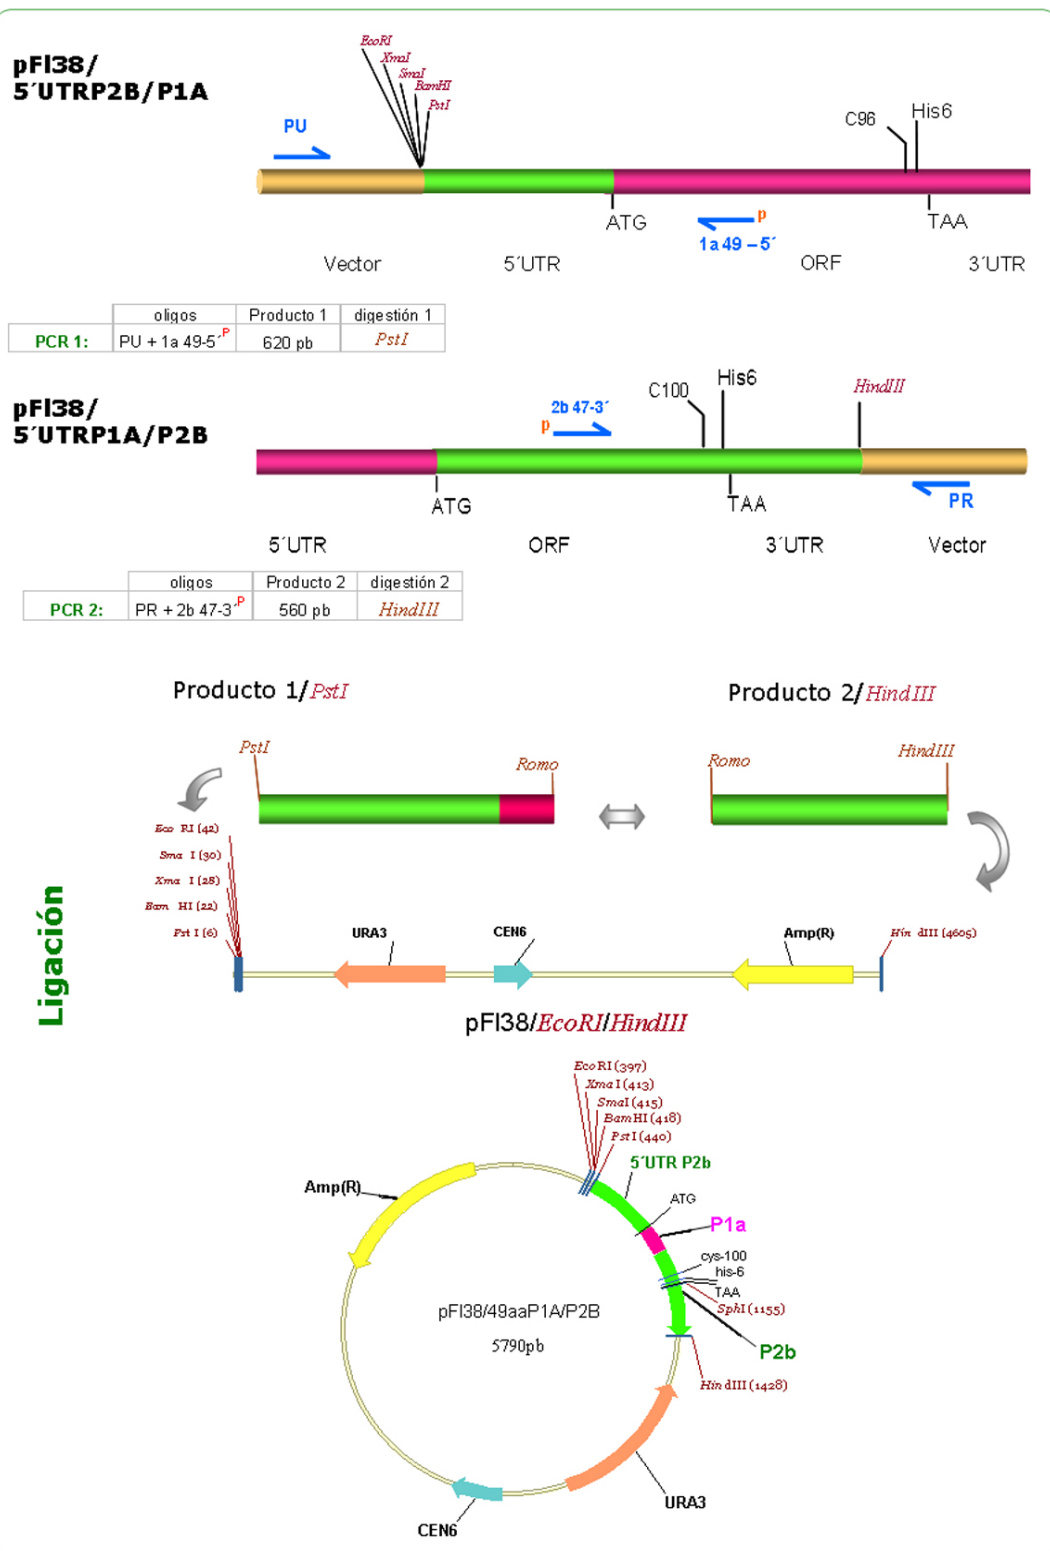 pFl38/
5´UTRP2B/P1A
EcoRI
XmaI
SmaI
BamHI
PstI
PU
C96
His6
ATG
p
1a 49 – 5´
TAA
Vector
5´UTR
ORF
3´UTR
oligos Producto 1 digestión 1
PCR 1: PU + 1a 49-5´P 620 pb PstI
pFl38/
5´UTRP1A/P2B
C100
His6
HindIII
2b 47-3´
p
ATG
TAA
PR
5´UTR
ORF
3´UTR
Vector
oligos Producto 2 digestión 2
PCR 2: PR + 2b 47-3´P 560 pb HindIII
Producto 1/PstI
Producto 2/HindIII
PstI
Romo
Romo
HindIII
Eco RI (42)
Sma I (30)
Xma I (28)
Bam HI (22)
Pst I (6)
URA3
CEN6
Amp(R)
Hin dIII (4605)
Ligación
pFl38/EcoRI/HindIII
EcoRI (397)
XmaI (413)
SmaI (415)
BamHI (418)
PstI (440)
5´UTR P2b
Amp(R)
ATG
P1a
cys-100
his-6
TAA
SphI (1155)
pFl38/49aaP1A/P2B
5790pb
P2b
Hin dIII (1428)
URA3
CEN6